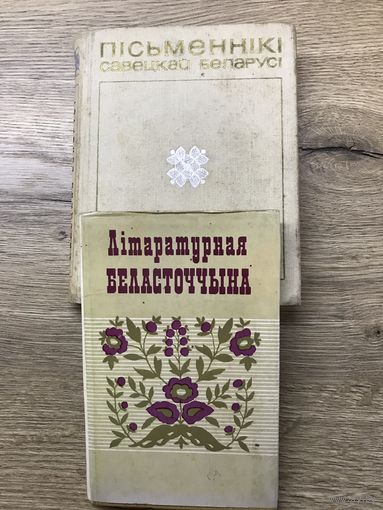 ПІСЬМЕННІКІ
САВЕЦКАЙ БЕЛАРУСІ
Літаратурная
БЕЛАСТОЧЧЫНА